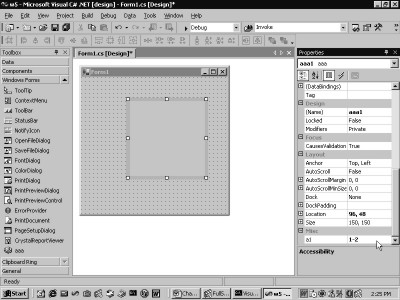 w5 - Microsoft Visual C# .NET [design] - Form1.cs [Design]*
File Edit View Project Build Debug Data Tools Window Help
Debug
Invoke
Toolbox
Data
Components
Windows Forms
ToolTip
ContextMenu
ToolBar
StatusBar
NotifyIcon
OpenFileDialog
SaveFileDialog
FontDialog
ColorDialog
PrintDialog
PrintPreviewDialog
PrintPreviewControl
ErrorProvider
PrintDocument
PageSetupDialog
CrystalReportViewer
aaa
Clipboard Ring
General
Form1.cs [Design]*
Form1
Properties
aaa1 aaa
(DataBindings)
Tag
Design
(Name) aaa1
Locked False
Modifiers Private
Focus
CausesValidation True
Layout
Anchor Top, Left
AutoScroll False
AutoScrollMargin 0, 0
AutoScrollMinSize 0, 0
Dock None
DockPadding
Location 96, 48
Size 150, 150
Misc
a1 1-2
Accessibility
Start
Cha...
FullS...
Visu...
w5 ...
2:25 PM